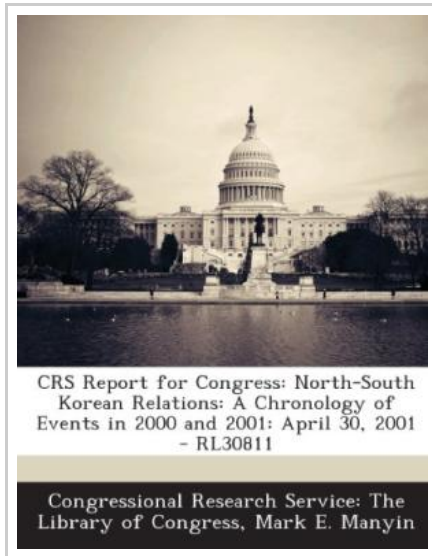 CRS Report for Congress: North-South
Korean Relations: A Chronology of
Events in 2000 and 2001: April 30, 2001
- RL30811
Congressional Research Service: The
Library of Congress, Mark E. Manyin